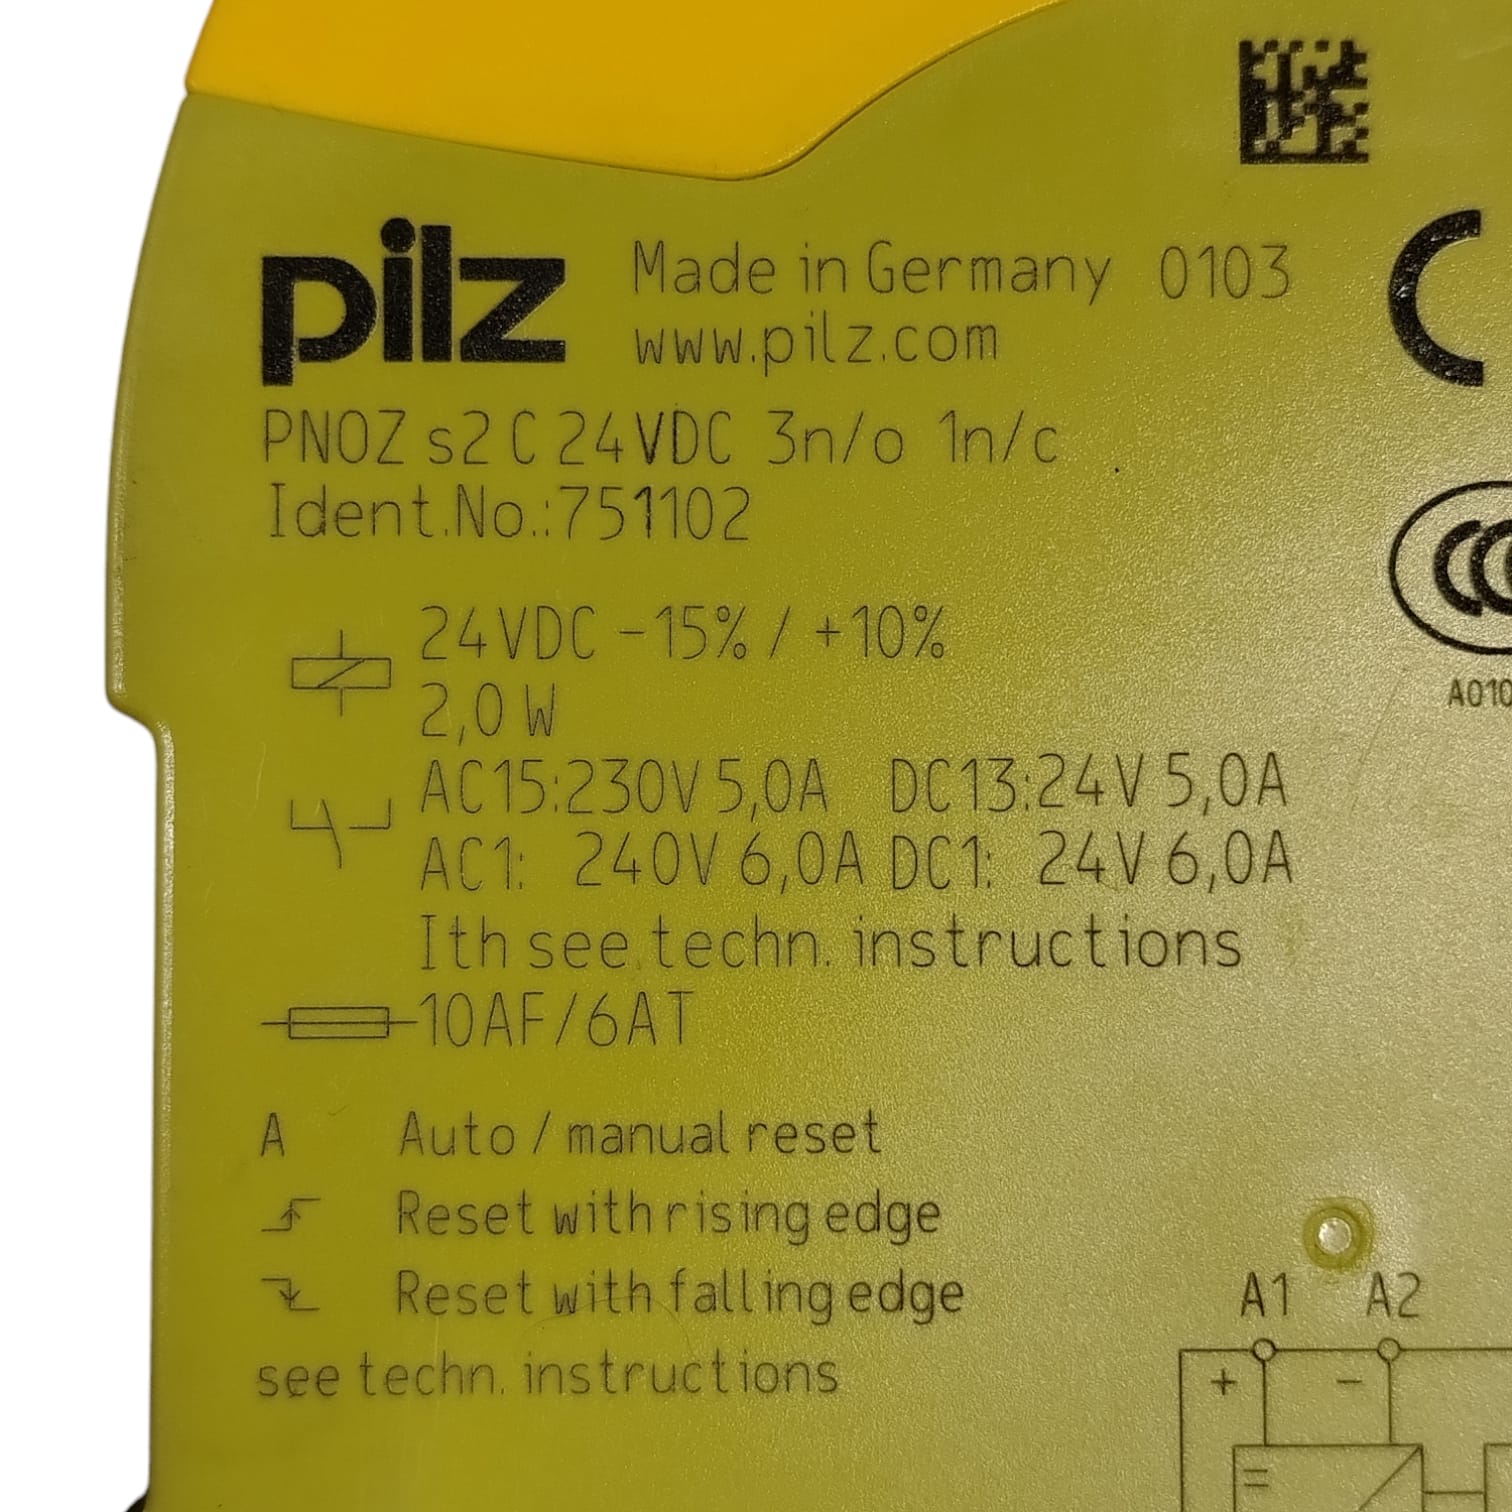 pilz Made in Germany 0103
www.pilz.com
PNOZ s2 C 24VDC 3n/o 1n/c
Ident.No.:751102
24VDC -15% / +10%
2,0 W
AC15:230V 5,0A DC13:24V 5,0A
AC1: 240V 6,0A DC1: 24V 6,0A
Ith see techn. instructions
10AF/6AT
A Auto / manual reset
Reset with rising edge
Reset with falling edge
see techn. instructions
A1 A2
+ -
C
CC
A010